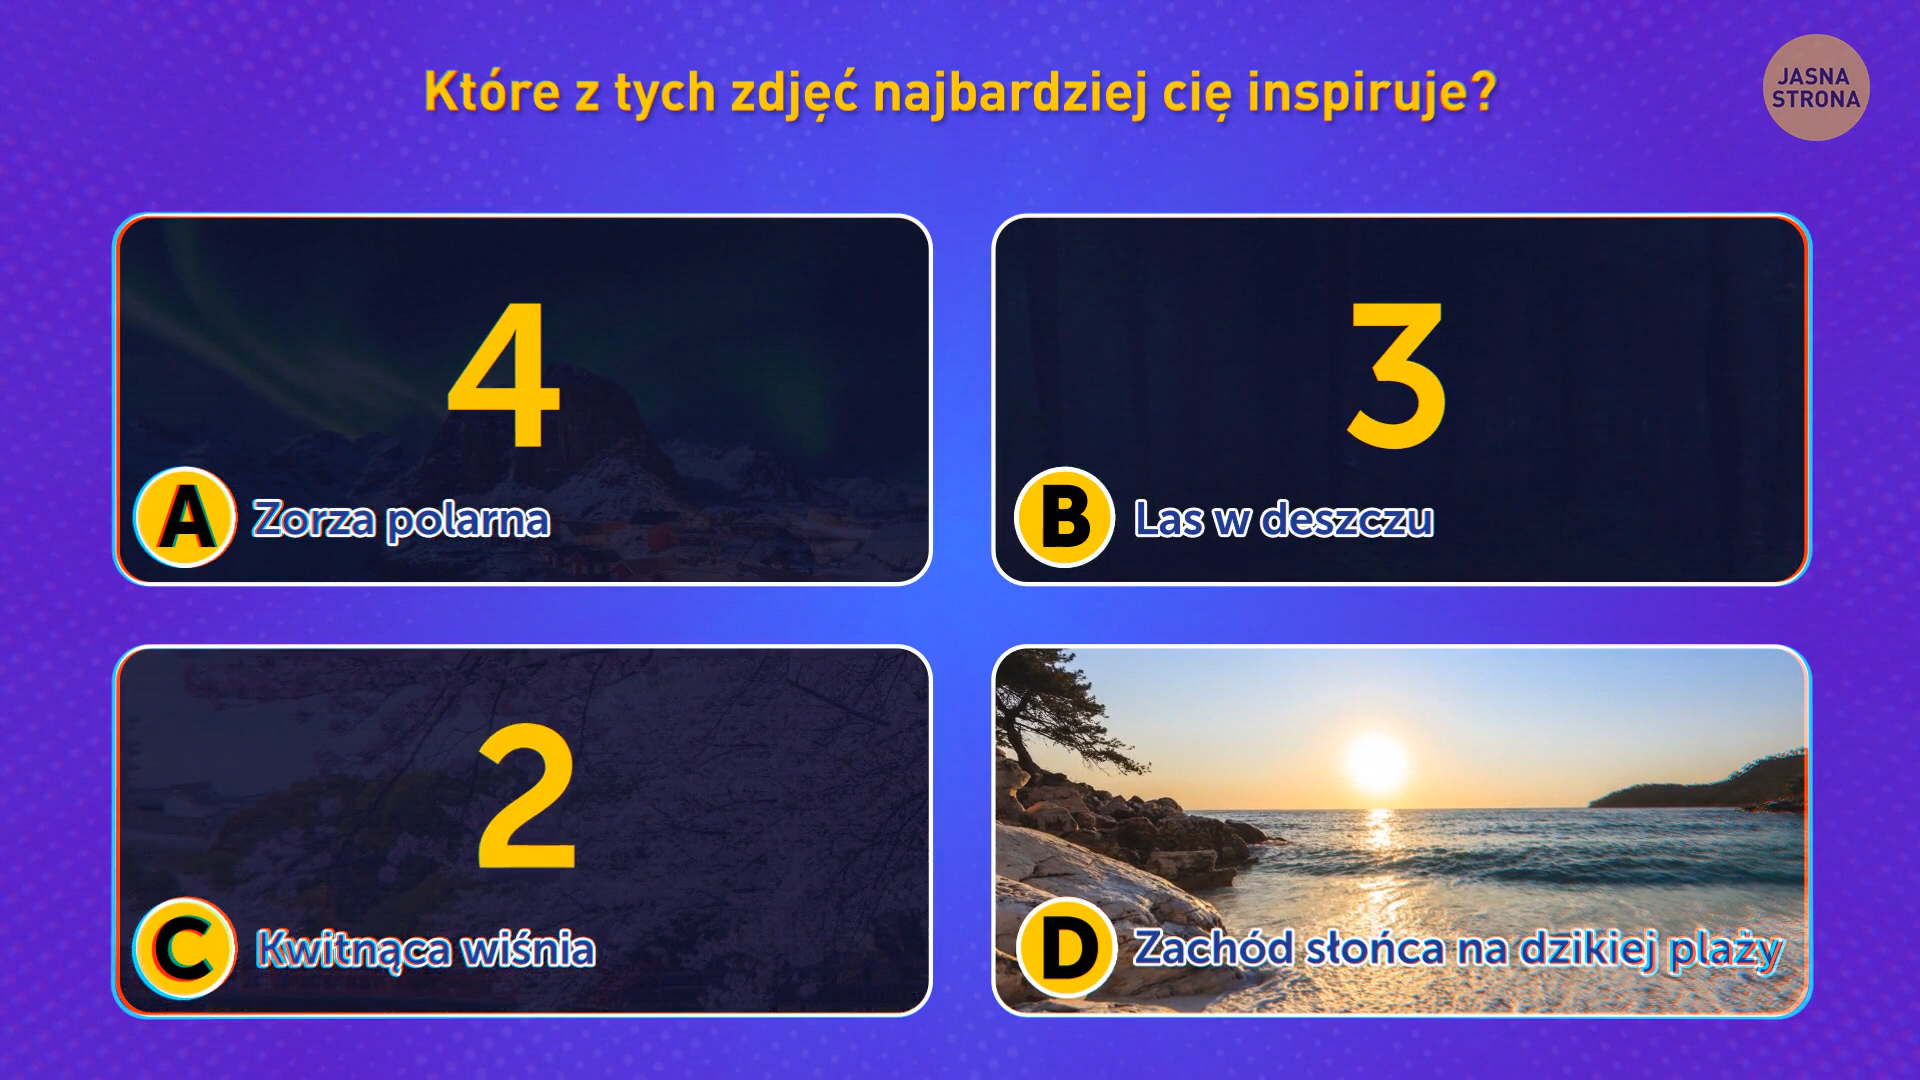 Które z tych zdjęć najbardziej cię inspiruje?
JASNA
STRONA
4
3
A Zorza polarna
B Las w deszczu
2
C Kwitnąca wiśnia
D Zachód słońca na dzikiej plaży